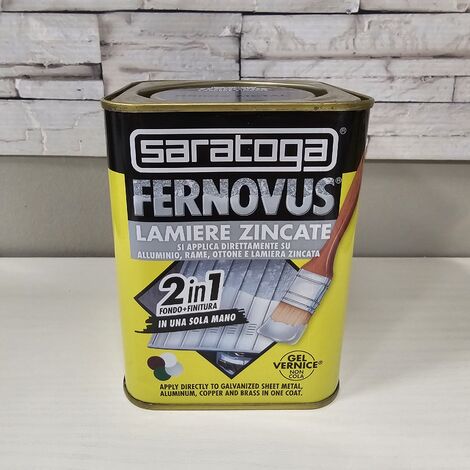 saratoga®
FERNOVUS®
LAMIERE ZINCATE
SI APPLICA DIRETTAMENTE SU
ALLUMINIO, RAME, OTTONE E LAMIERA ZINCATA
2in1
FONDO+FINITURA
IN UNA SOLA MANO
GEL
VERNICE®
NON
COLA
APPLY DIRECTLY TO GALVANIZED SHEET METAL,
ALUMINUM, COPPER AND BRASS IN ONE COAT.